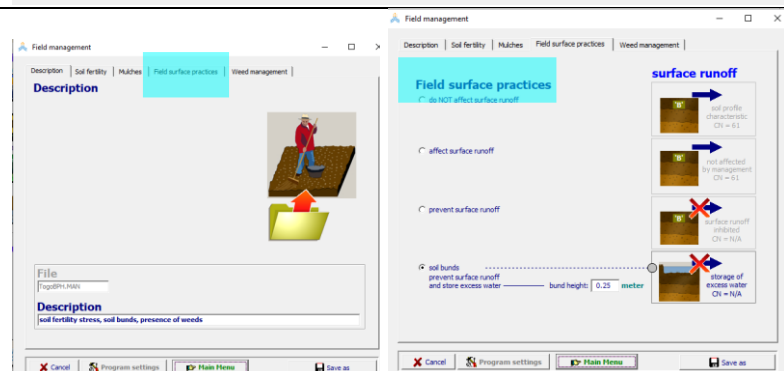 Field management
Description | Soil fertility | Mulches | Field surface practices | Weed management
Description
File
TogoBPH.MAN
Description
soil fertility stress, soil bunds, presence of weeds
Cancel
Program settings
Main Menu
Save as
Field management
Description | Soil fertility | Mulches | Field surface practices | Weed management
Field surface practices
surface runoff
do NOT affect surface runoff
'B'
soil profile
characteristic
CN = 61
affect surface runoff
'B'
not affected
by management
CN = 61
prevent surface runoff
'B'
surface runoff
inhibited
CN = N/A
soil bunds
prevent surface runoff
and store excess water
bund height: 0.25 meter
storage of
excess water
CN = N/A
Cancel
Program settings
Main Menu
Save as